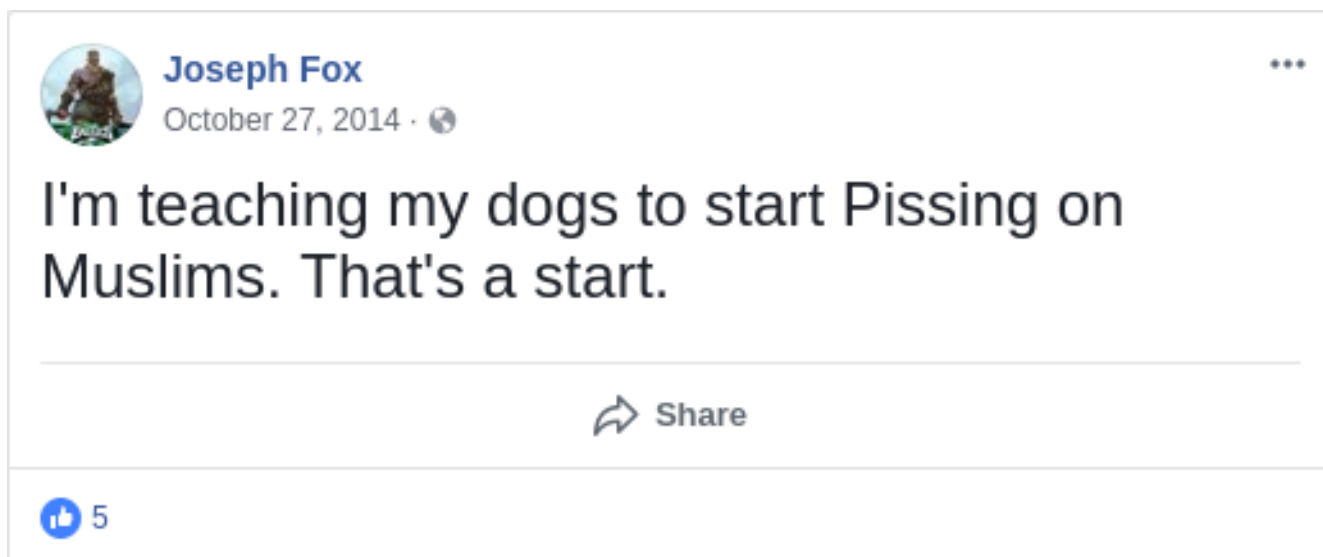 Joseph Fox
October 27, 2014 ·
I'm teaching my dogs to start Pissing on
Muslims. That's a start.
Share
5